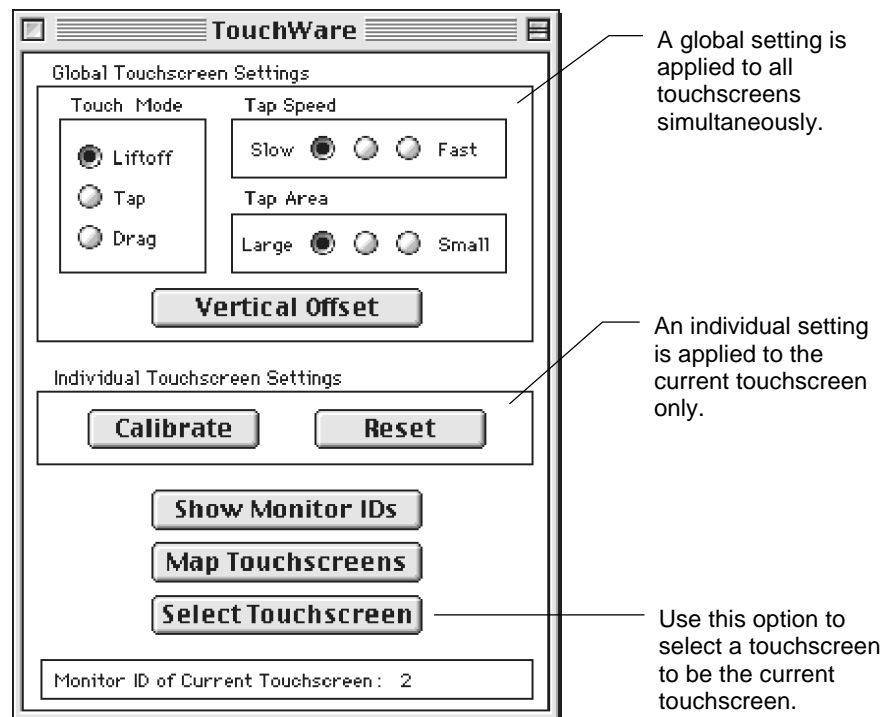 TouchWare
Global Touchscreen Settings
Touch Mode
Liftoff
Tap
Drag
Tap Speed
Slow Fast
Tap Area
Large Small
Vertical Offset
Individual Touchscreen Settings
Calibrate Reset
Show Monitor IDs
Map Touchscreens
Select Touchscreen
Monitor ID of Current Touchscreen: 2
A global setting is
applied to all
touchscreens
simultaneously.
An individual setting
is applied to the
current touchscreen
only.
Use this option to
select a touchscreen
to be the current
touchscreen.